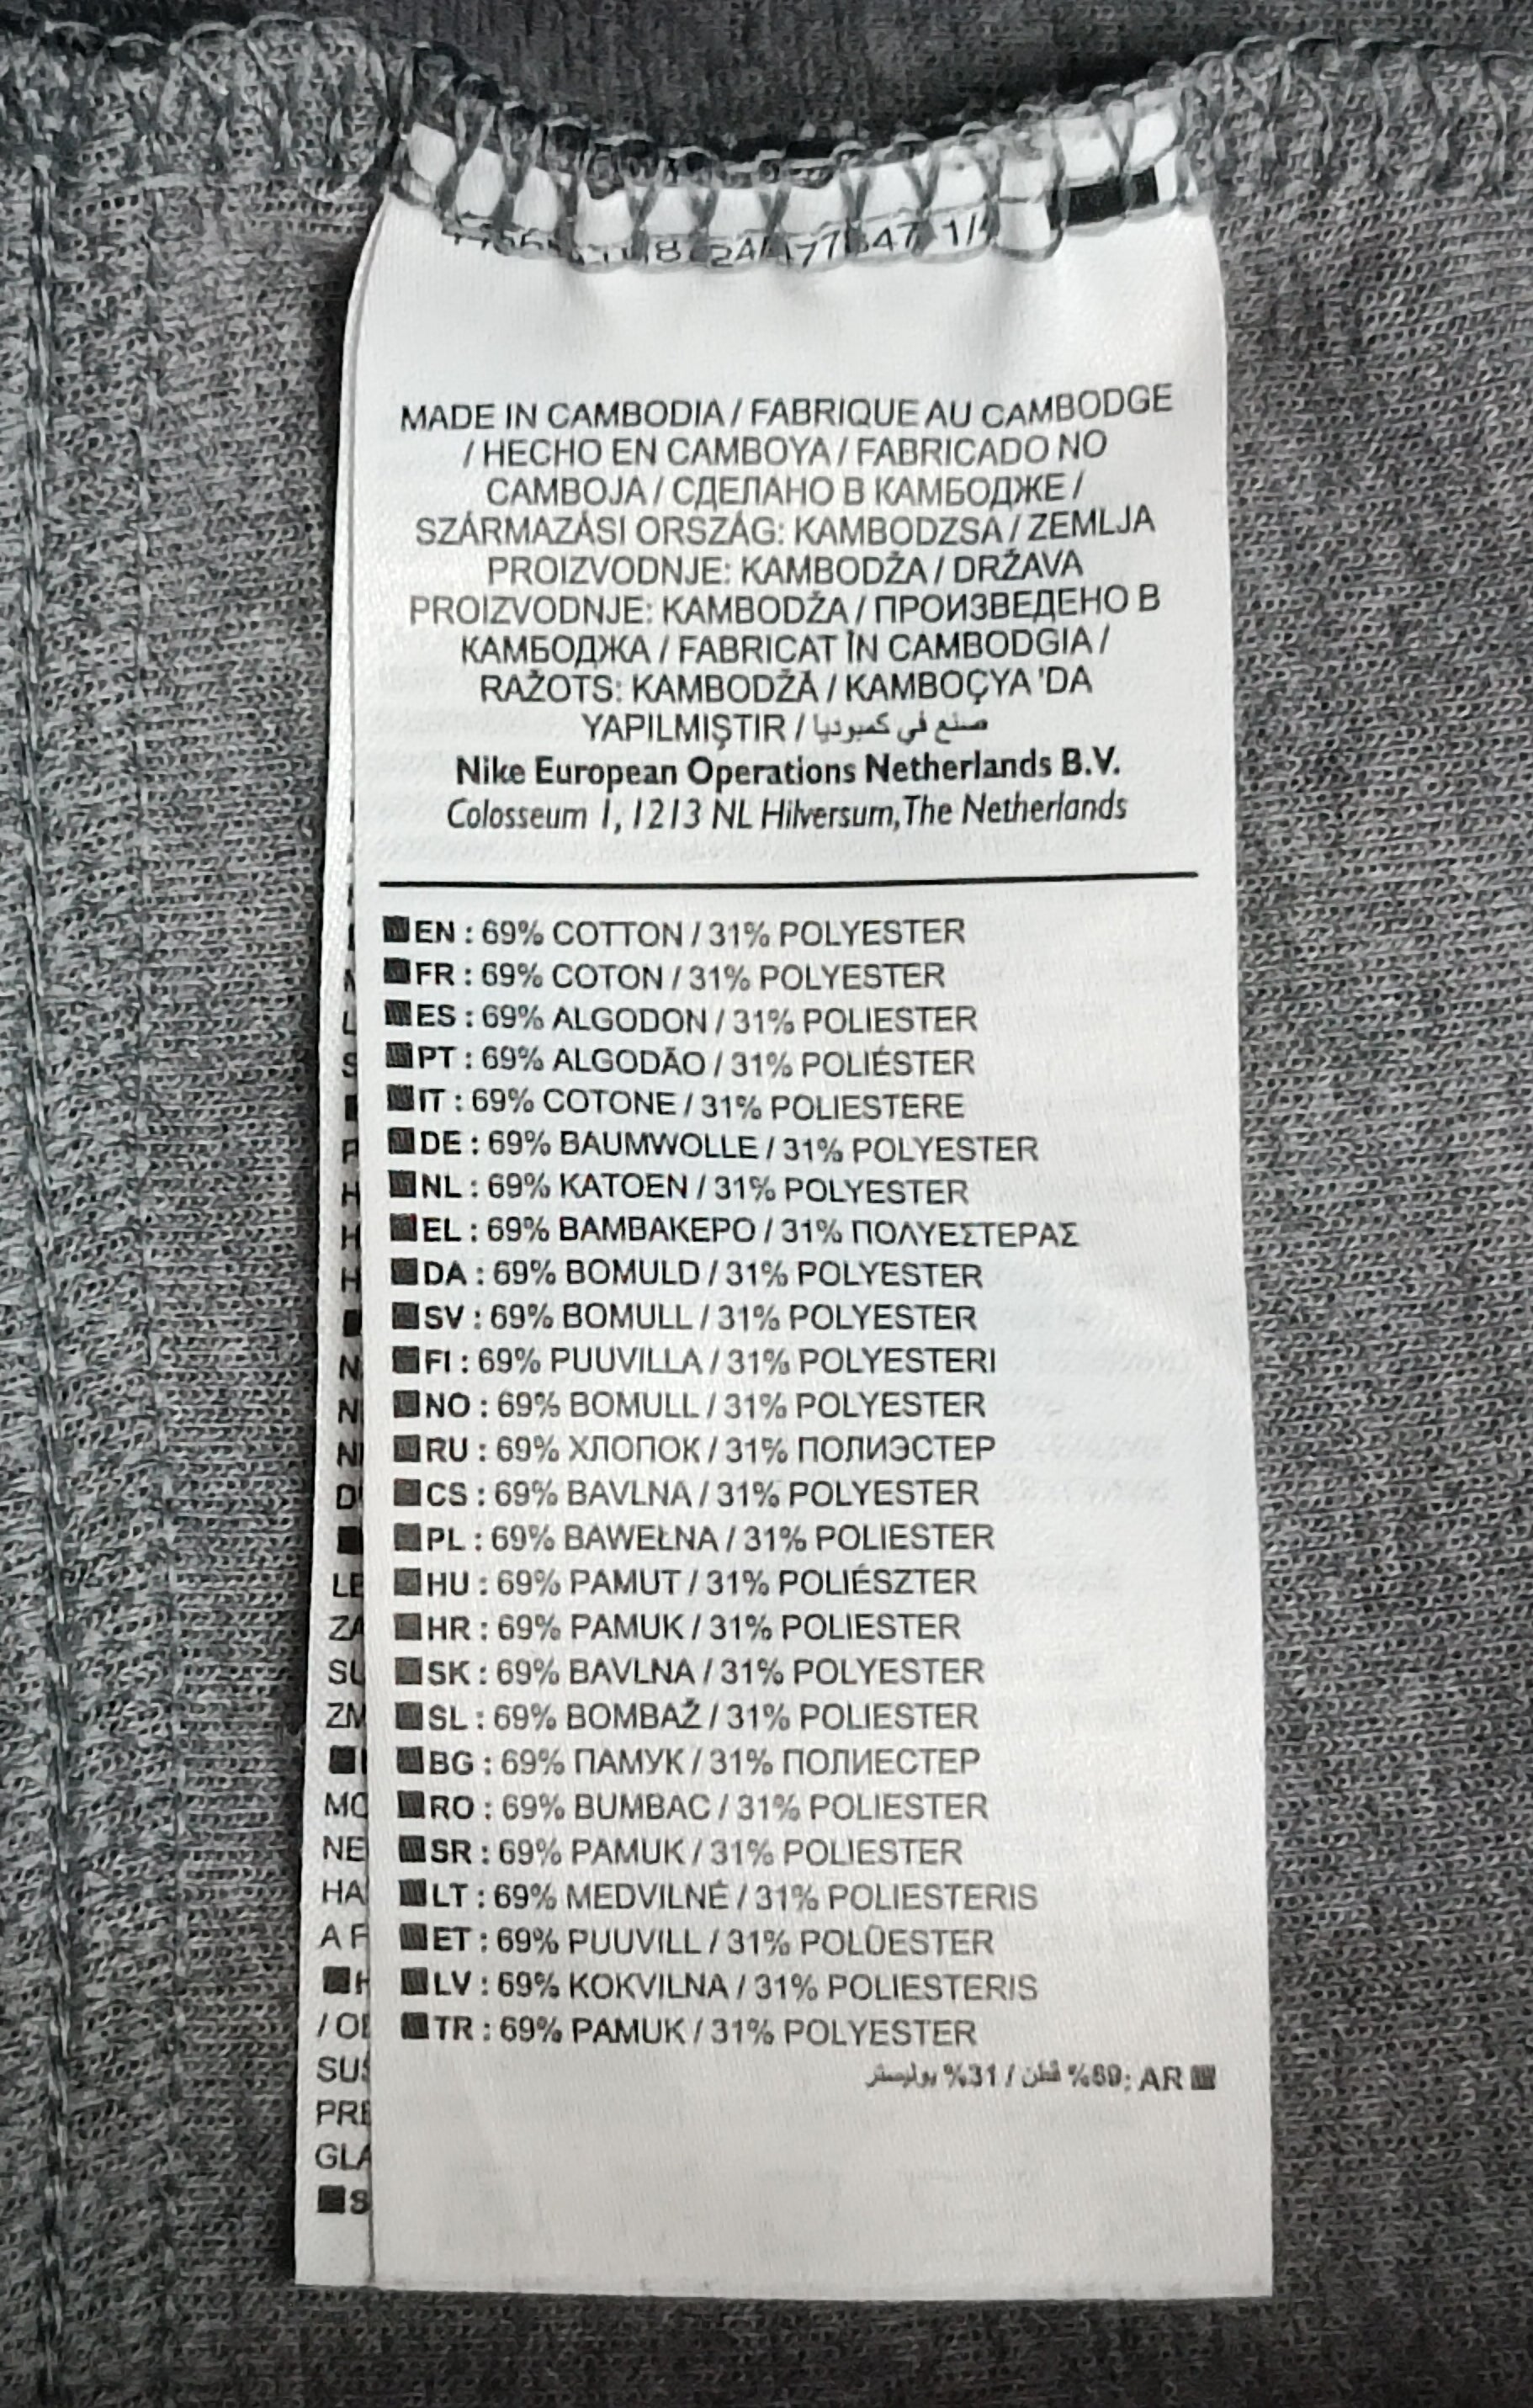 MADE IN CAMBODIA / FABRIQUE AU CAMBODGE
/ HECHO EN CAMBOYA / FABRICADO NO
CAMBOJA / СДЕЛАНО В КАМБОДЖЕ /
SZÁRMAZÁSI ORSZÁG: KAMBODZSA / ZEMLJA
PROIZVODNJE: KAMBODŽA / DRŽAVA
PROIZVODNJE: KAMBODŽA / ПРОИЗВЕДЕНО В
КАМБОДЖА / FABRICAT ÎN CAMBODGIA /
RAŽOTS: KAMBODŽĀ / KAMBOÇYA 'DA
YAPILMIŞTIR / صنع في كمبوديا
Nike European Operations Netherlands B.V.
Colosseum 1, 1213 NL Hilversum, The Netherlands
EN : 69% COTTON / 31% POLYESTER
FR : 69% COTON / 31% POLYESTER
ES : 69% ALGODON / 31% POLIESTER
PT : 69% ALGODÃO / 31% POLIÉSTER
IT : 69% COTONE / 31% POLIESTERE
DE : 69% BAUMWOLLE / 31% POLYESTER
NL : 69% KATOEN / 31% POLYESTER
EL : 69% ΒΑΜΒΑΚΕΡΟ / 31% ΠΟΛΥΕΣΤΕΡΑΣ
DA : 69% BOMULD / 31% POLYESTER
SV : 69% BOMULL / 31% POLYESTER
FI : 69% PUUVILLA / 31% POLYESTERI
NO : 69% BOMULL / 31% POLYESTER
RU : 69% ХЛОПОК / 31% ПОЛИЭСТЕР
CS : 69% BAVLNA / 31% POLYESTER
PL : 69% BAWEŁNA / 31% POLIESTER
HU : 69% PAMUT / 31% POLIÉSZTER
HR : 69% PAMUK / 31% POLIESTER
SK : 69% BAVLNA / 31% POLYESTER
SL : 69% BOMBAŽ / 31% POLIESTER
BG : 69% ПАМУК / 31% ПОЛИЕСТЕР
RO : 69% BUMBAC / 31% POLIESTER
SR : 69% PAMUK / 31% POLIESTER
LT : 69% MEDVILNĖ / 31% POLIESTERIS
ET : 69% PUUVILL / 31% POLÜESTER
LV : 69% KOKVILNA / 31% POLIESTERIS
TR : 69% PAMUK / 31% POLYESTER
AR :69% قطن / 31% بوليستر